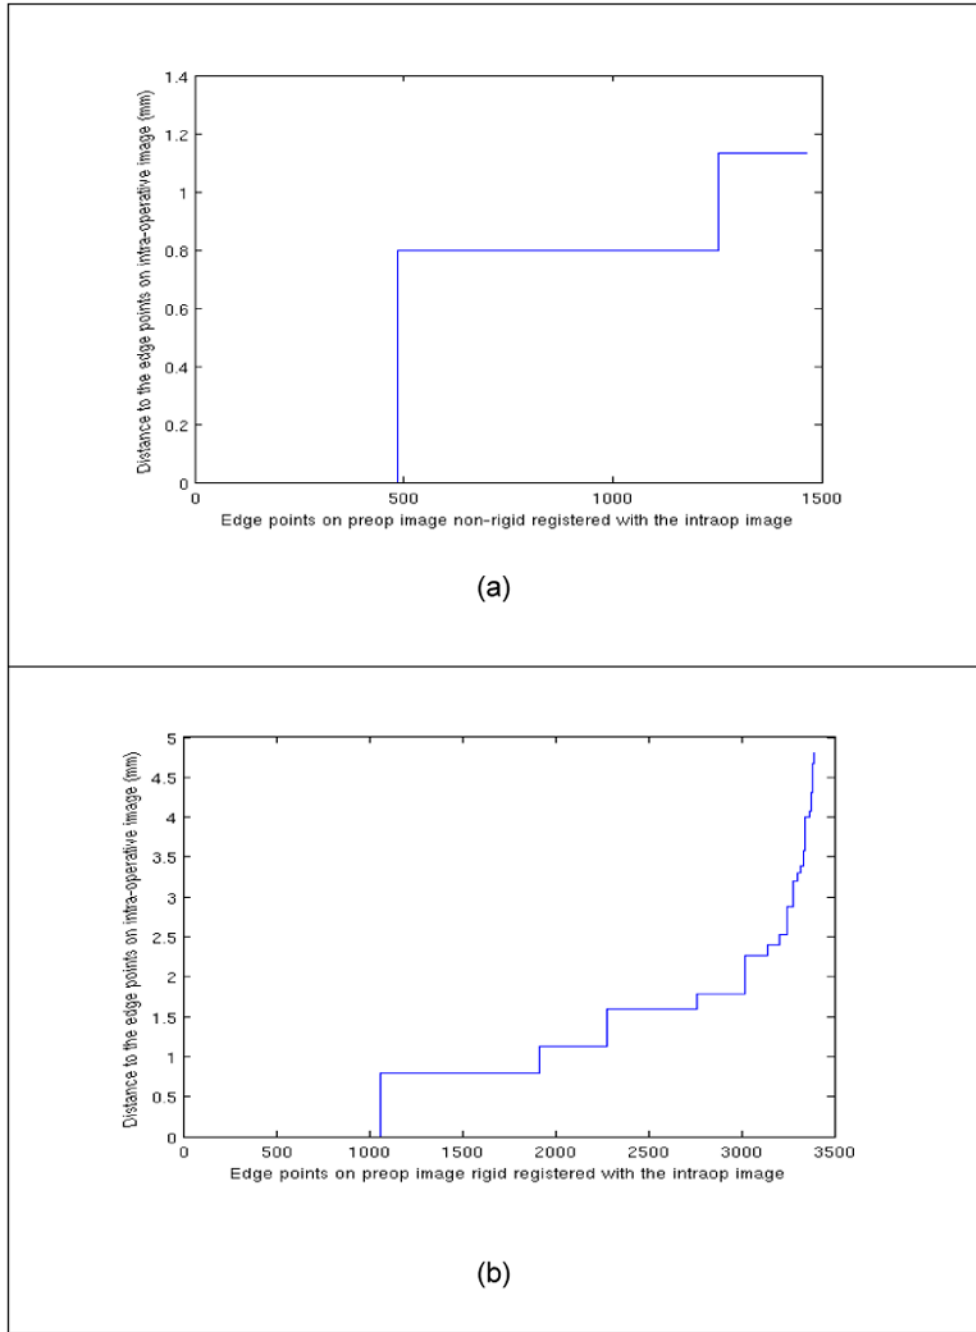 1.4
1.2
1
0.8
0.6
0.4
0.2
0
Distance to the edge points on intra-operative image (mm)
0 500 1000 1500
Edge points on preop image non-rigid registered with the intraop image
(a)
5
4.5
4
3.5
3
2.5
2
1.5
1
0.5
0
Distance to the edge points on intra-operative image (mm)
0 500 1000 1500 2000 2500 3000 3500
Edge points on preop image rigid registered with the intraop image
(b)